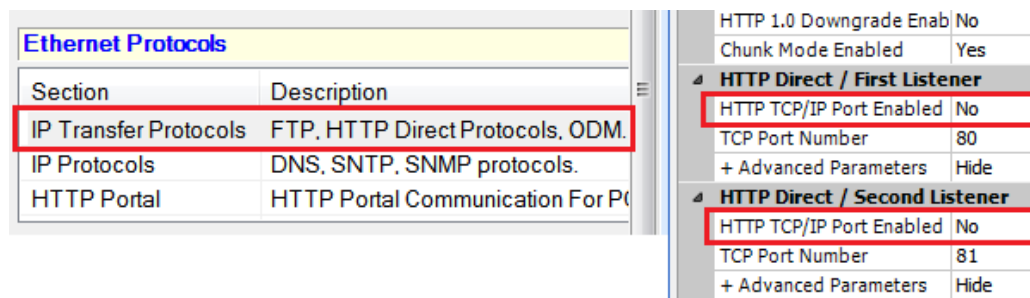 Ethernet Protocols
Section Description
IP Transfer Protocols FTP, HTTP Direct Protocols, ODM.
IP Protocols DNS, SNTP, SNMP protocols.
HTTP Portal HTTP Portal Communication For
HTTP 1.0 Downgrade Enab No
Chunk Mode Enabled Yes
HTTP Direct / First Listener
HTTP TCP/IP Port Enabled No
TCP Port Number 80
+ Advanced Parameters Hide
HTTP Direct / Second Listener
HTTP TCP/IP Port Enabled No
TCP Port Number 81
+ Advanced Parameters Hide